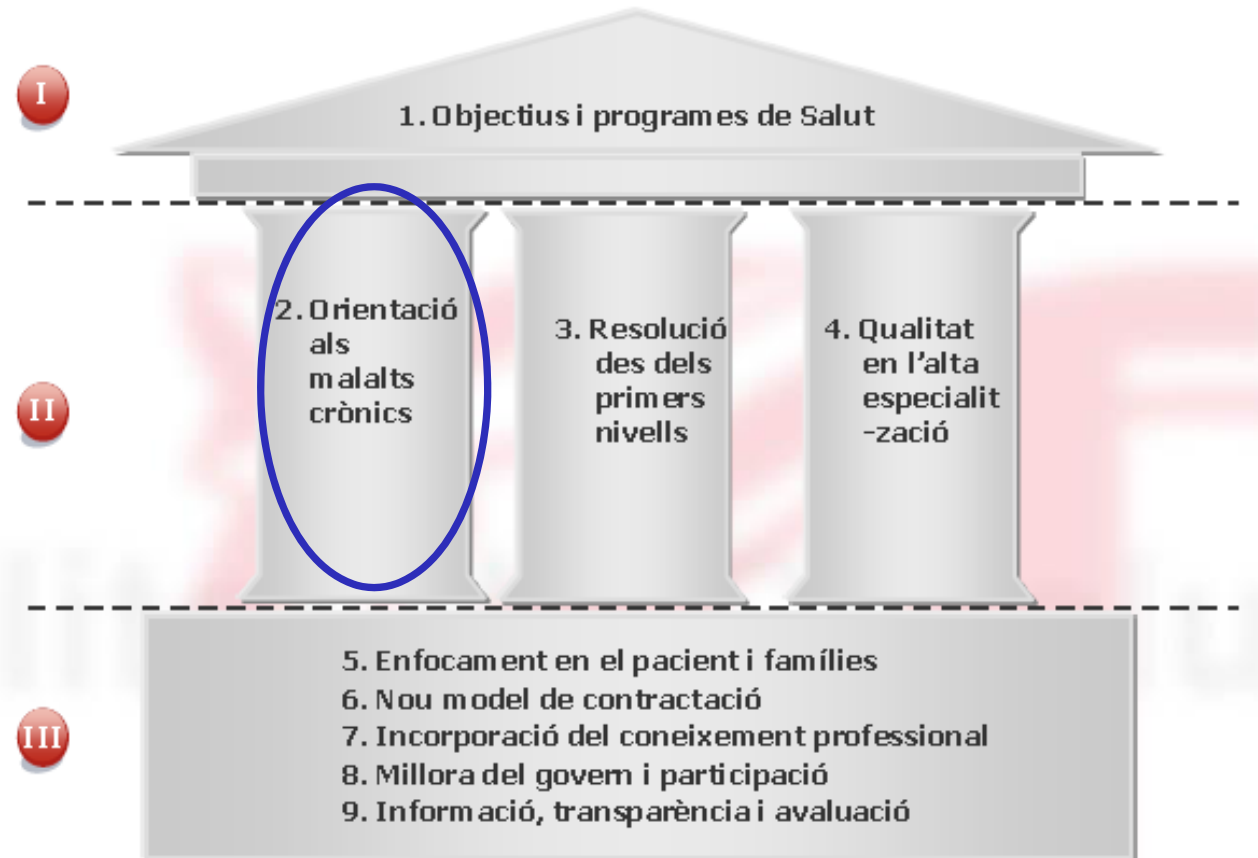 I
1. Objectius i programes de Salut
II
2. Orientació
als
malalts
crònics
3. Resolució
des dels
primers
nivells
4. Qualitat
en l'alta
especialit
-zació
III
5. Enfocament en el pacient i famílies
6. Nou model de contractació
7. Incorporació del coneixement professional
8. Millora del govern i participació
9. Informació, transparència i avaluació